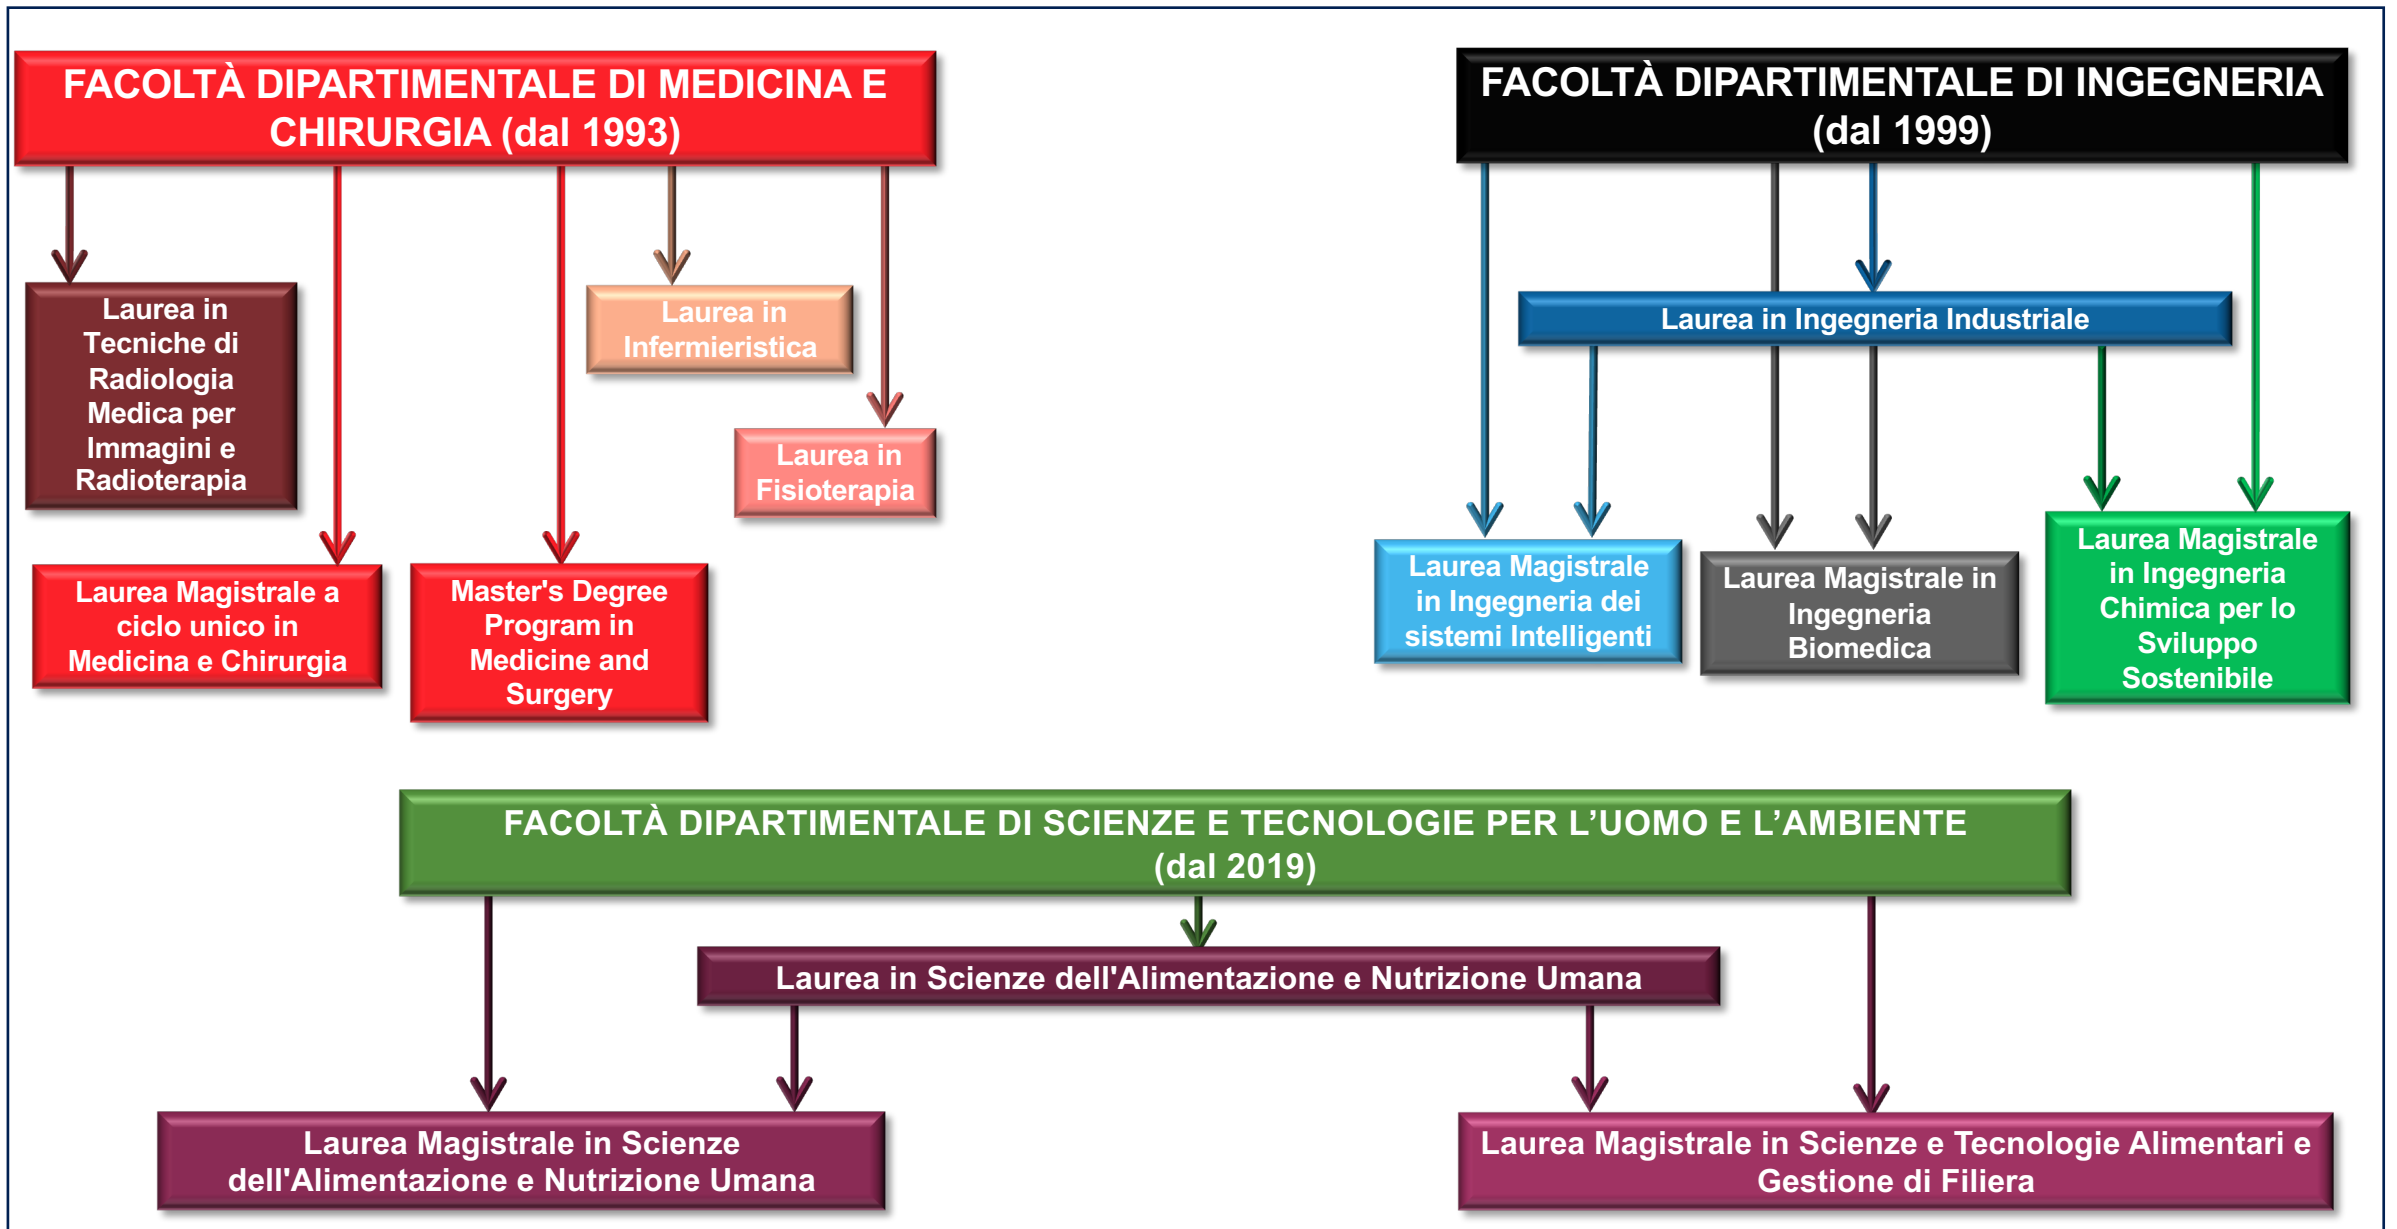 FACOLTÀ DIPARTIMENTALE DI MEDICINA E
CHIRURGIA (dal 1993)
Laurea in
Tecniche di
Radiologia
Medica per
Immagini e
Radioterapia
Laurea in
Infermieristica
Laurea in
Fisioterapia
Laurea Magistrale a
ciclo unico in
Medicina e Chirurgia
Master's Degree
Program in
Medicine and
Surgery
FACOLTÀ DIPARTIMENTALE DI INGEGNERIA
(dal 1999)
Laurea in Ingegneria Industriale
Laurea Magistrale
in Ingegneria dei
sistemi Intelligenti
Laurea Magistrale in
Ingegneria
Biomedica
Laurea Magistrale
in Ingegneria
Chimica per lo
Sviluppo
Sostenibile
FACOLTÀ DIPARTIMENTALE DI SCIENZE E TECNOLOGIE PER L’UOMO E L’AMBIENTE
(dal 2019)
Laurea in Scienze dell'Alimentazione e Nutrizione Umana
Laurea Magistrale in Scienze
dell'Alimentazione e Nutrizione Umana
Laurea Magistrale in Scienze e Tecnologie Alimentari e
Gestione di Filiera